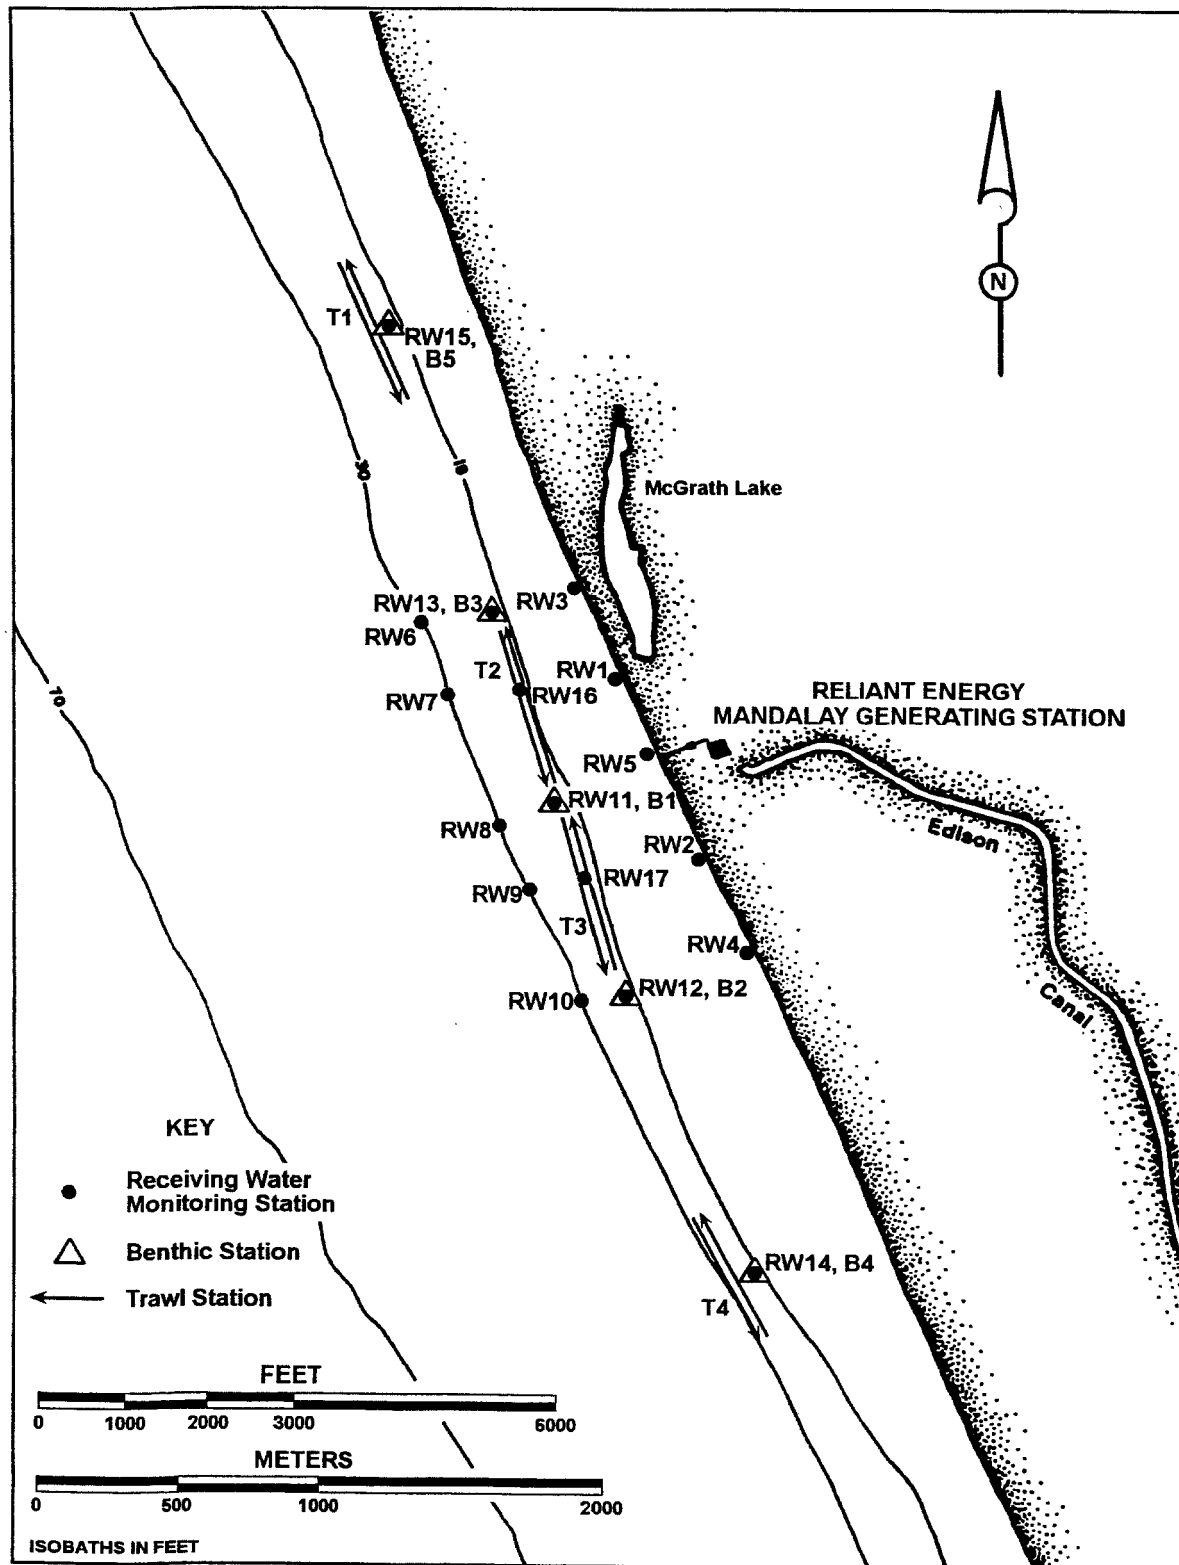 N
T1
RW15,
B5
30
18
McGrath Lake
RW13, B3
RW3
RW6
T2
RW1
RW7
RW16
RELIANT ENERGY
MANDALAY GENERATING STATION
70
RW5
RW11, B1
RW8
RW2
Edison
RW17
RW9
T3
RW4
RW10
RW12, B2
Canal
KEY
Receiving Water
Monitoring Station
Benthic Station
Trawl Station
RW14, B4
T4
FEET
0 1000 2000 3000 6000
METERS
0 500 1000 2000
ISOBATHS IN FEET